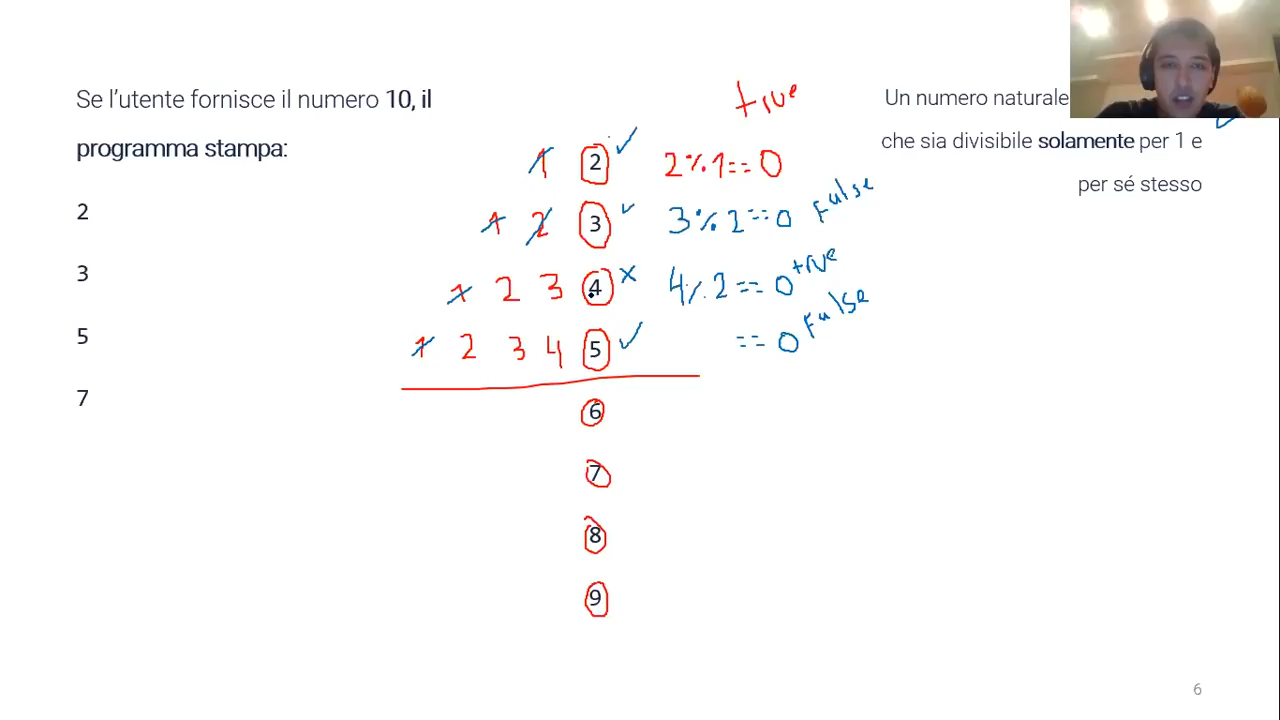 Se l'utente fornisce il numero 10, il
programma stampa:
2
3
5
7
true
1 2 2%1==0
1 2 3 3%2==0 False
1 2 3 4 x 4%2==0 true
1 2 3 4 5 ==0 False
6
7
8
9
Un numero naturale
che sia divisibile solamente per 1 e
per sé stesso
6